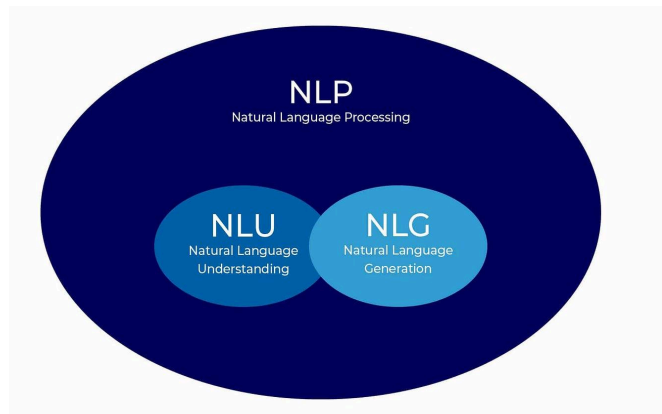 NLP
Natural Language Processing
NLU
Natural Language
Understanding
NLG
Natural Language
Generation